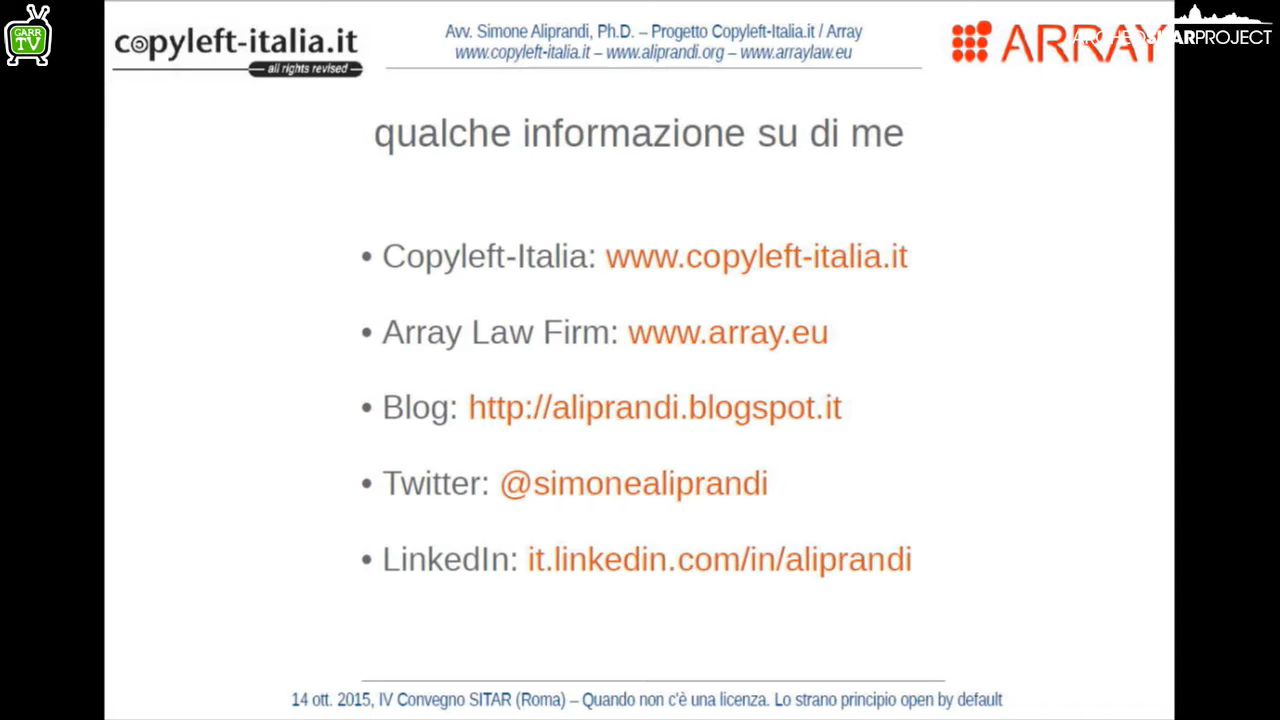 GARR
TV
copyleft-italia.it
all rights revised
Avv. Simone Aliprandi, Ph.D. – Progetto Copyleft-Italia.it / Array
www.copyleft-italia.it – www.aliprandi.org – www.arraylaw.eu
ARRAY
ARPROJECT
qualche informazione su di me
• Copyleft-Italia: www.copyleft-italia.it
• Array Law Firm: www.array.eu
• Blog: http://aliprandi.blogspot.it
• Twitter: @simonealiprandi
• LinkedIn: it.linkedin.com/in/aliprandi
14 ott. 2015, IV Convegno SITAR (Roma) – Quando non c'è una licenza. Lo strano principio open by default